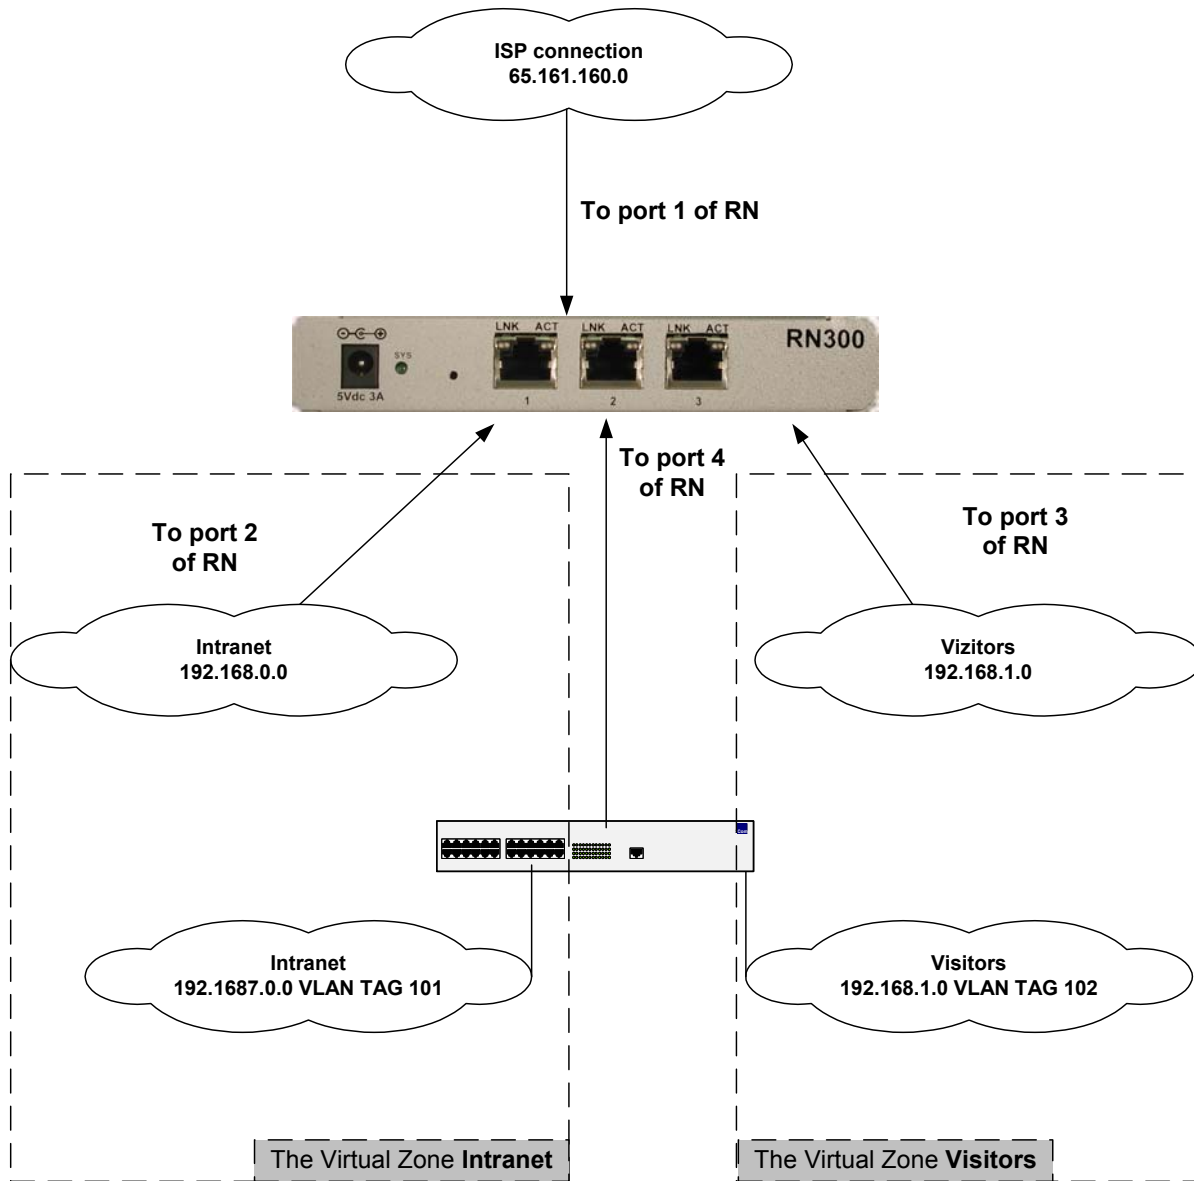 ISP connection
65.161.160.0
To port 1 of RN
LNK ACT
LNK ACT
LNK ACT
RN300
SYS
5Vdc 3A
1
2
3
To port 4
of RN
To port 2
of RN
To port 3
of RN
Intranet
192.168.0.0
Vizitors
192.168.1.0
Intranet
192.1687.0.0 VLAN TAG 101
Visitors
192.168.1.0 VLAN TAG 102
The Virtual Zone Intranet
The Virtual Zone Visitors